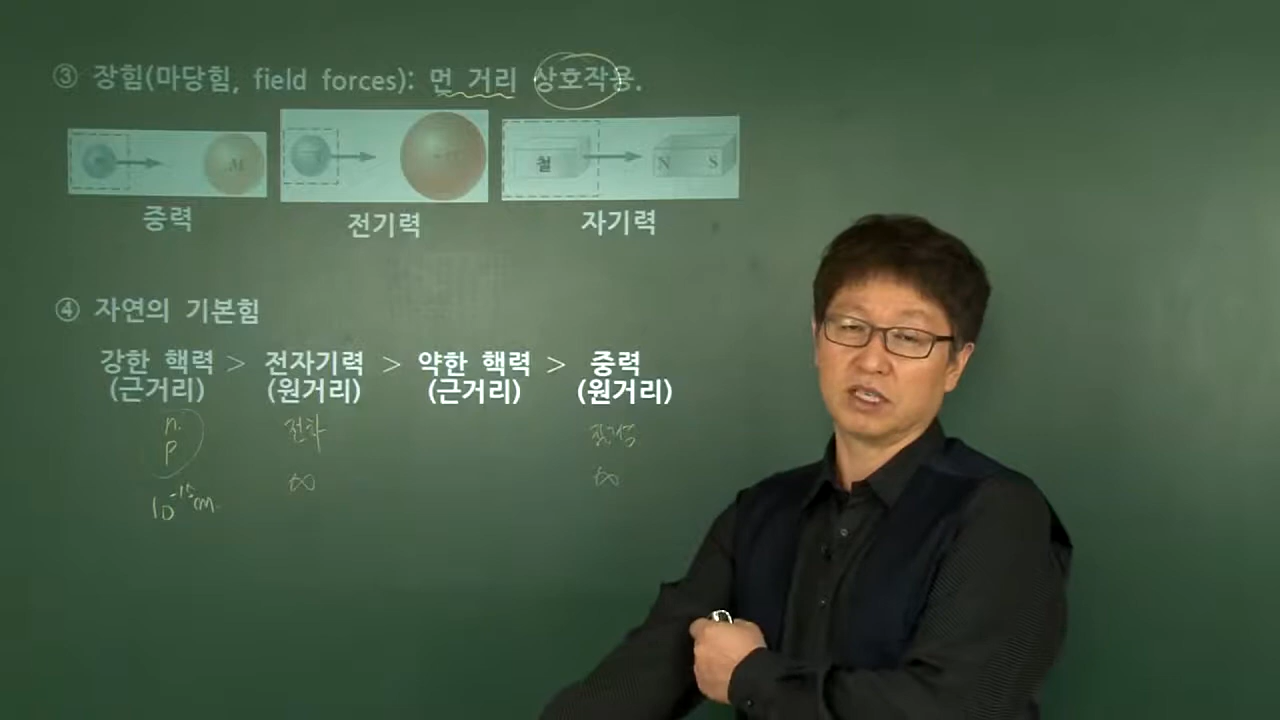 ③ 장힘(마당힘, field forces): 먼 거리 상호작용.
철 N S
중력 전기력 자기력
④ 자연의 기본힘
강한 핵력 > 전자기력 > 약한 핵력 > 중력
(근거리) (원거리) (근거리) (원거리)
n
p
전하
∞ ∞
10⁻¹⁵m.